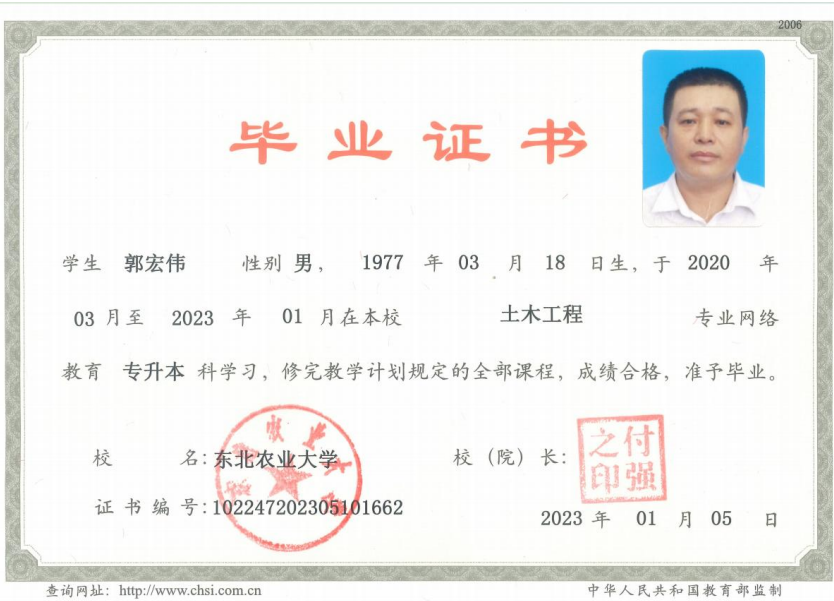 2006
毕业证书
学生 郭宏伟 性别 男， 1977 年 03 月 18 日生，于 2020 年
03 月至 2023 年 01 月在本校 土木工程 专业网络
教育 专升本 科学习，修完教学计划规定的全部课程，成绩合格，准予毕业。
校 名：东北农业大学 校（院）长：
付强之印
证书编号：102247202305101662
2023 年 01 月 05 日
查询网址：http://www.chsi.com.cn 中华人民共和国教育部监制